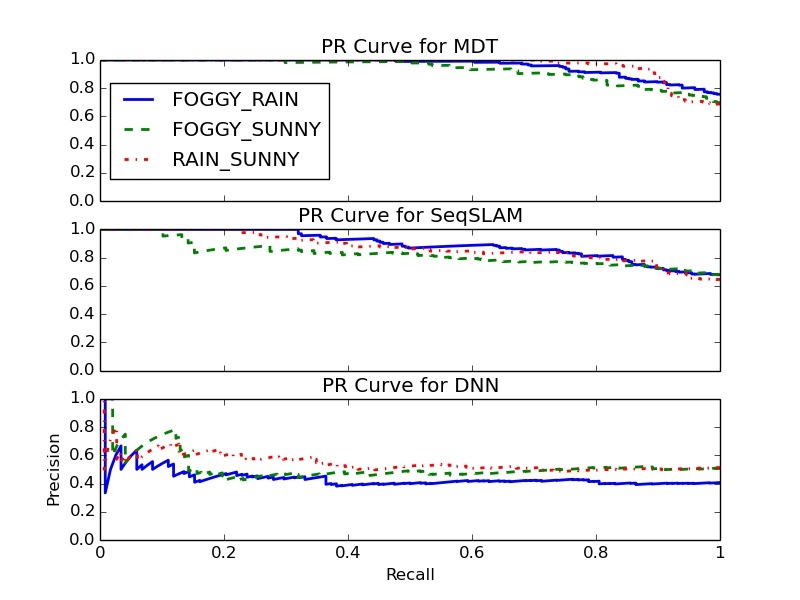 PR Curve for MDT
1.0
0.8
0.6
0.4
0.2
0.0
FOGGY_RAIN
FOGGY_SUNNY
RAIN_SUNNY
PR Curve for SeqSLAM
1.0
0.8
0.6
0.4
0.2
0.0
PR Curve for DNN
1.0
0.8
0.6
0.4
0.2
0.0
Precision
0 0.2 0.4 0.6 0.8 1
Recall